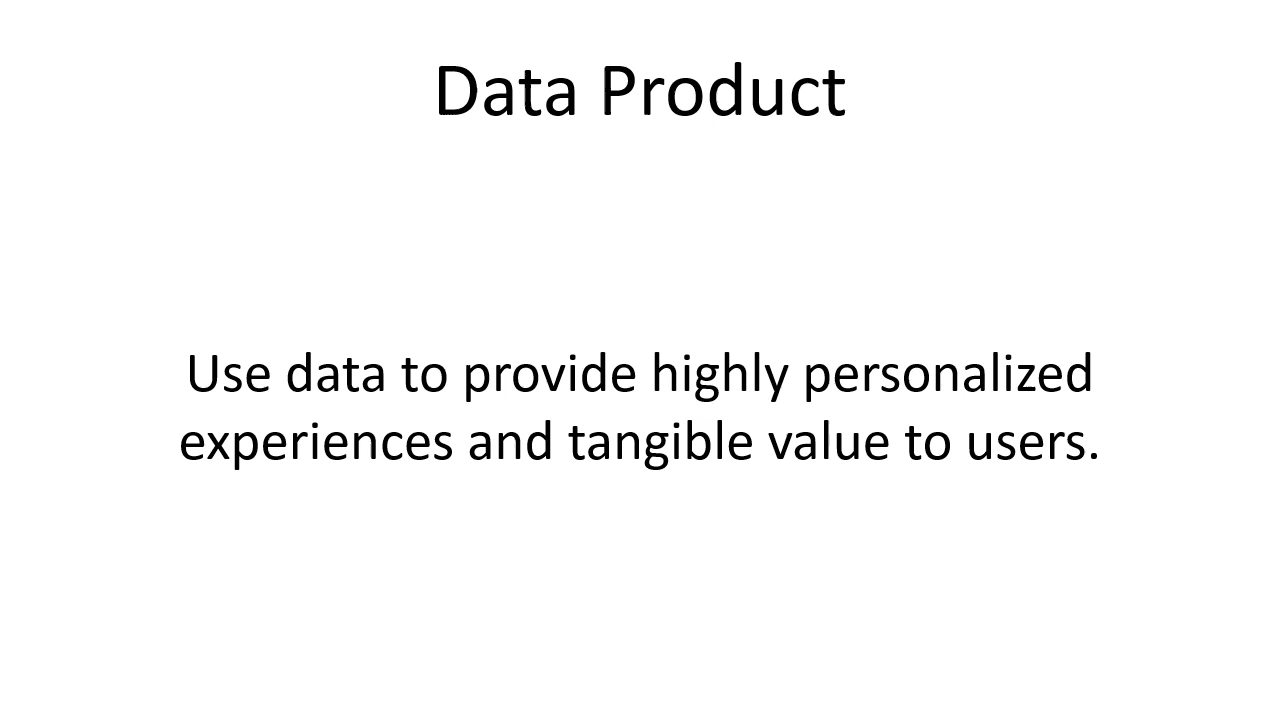 Data Product
Use data to provide highly personalized
experiences and tangible value to users.